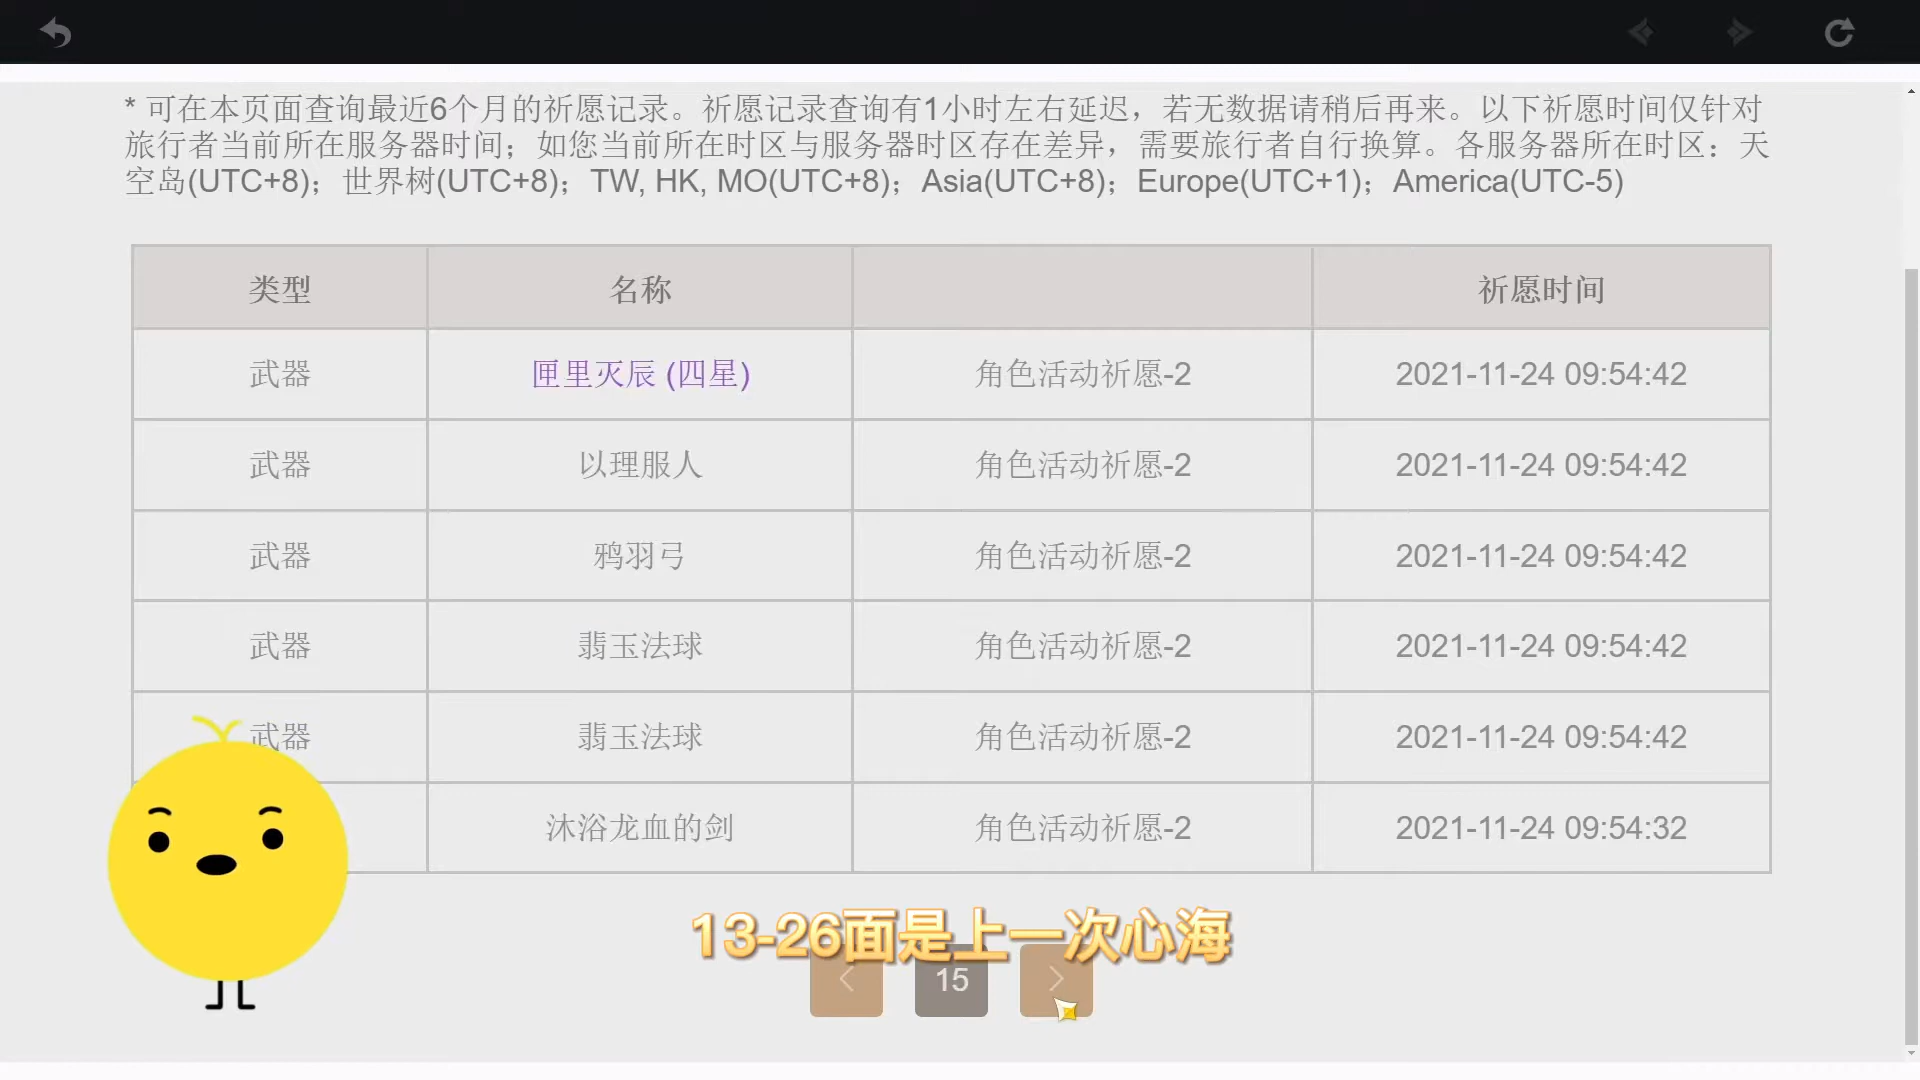 * 可在本页面查询最近6个月的祈愿记录。祈愿记录查询有1小时左右延迟，若无数据请稍后再来。以下祈愿时间仅针对
旅行者当前所在服务器时间；如您当前所在时区与服务器时区存在差异，需要旅行者自行换算。各服务器所在时区：天
空岛(UTC+8)；世界树(UTC+8)；TW, HK, MO(UTC+8)；Asia(UTC+8)；Europe(UTC+1)；America(UTC-5)
类型 名称 祈愿时间
武器 匣里灭辰 (四星) 角色活动祈愿-2 2021-11-24 09:54:42
武器 以理服人 角色活动祈愿-2 2021-11-24 09:54:42
武器 鸦羽弓 角色活动祈愿-2 2021-11-24 09:54:42
武器 翡玉法球 角色活动祈愿-2 2021-11-24 09:54:42
武器 翡玉法球 角色活动祈愿-2 2021-11-24 09:54:42
沐浴龙血的剑 角色活动祈愿-2 2021-11-24 09:54:32
13-26面是上一次心海
15